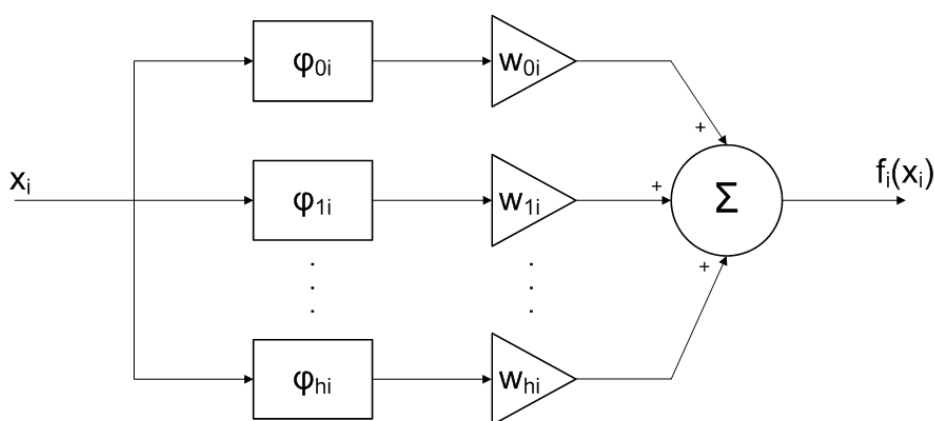 φ0i w0i
+
xi φ1i w1i + Σ fi(xi)
+
φhi whi